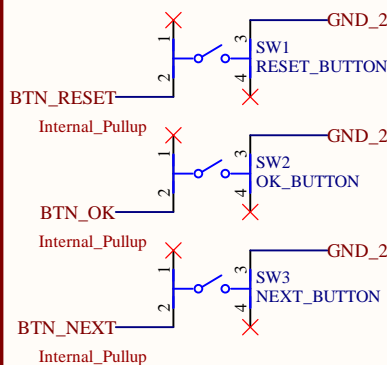 1 3 GND_2
SW1
RESET_BUTTON
2 4
BTN_RESET
Internal_Pullup
1 3 GND_2
SW2
OK_BUTTON
2 4
BTN_OK
Internal_Pullup
1 3 GND_2
SW3
NEXT_BUTTON
2 4
BTN_NEXT
Internal_Pullup